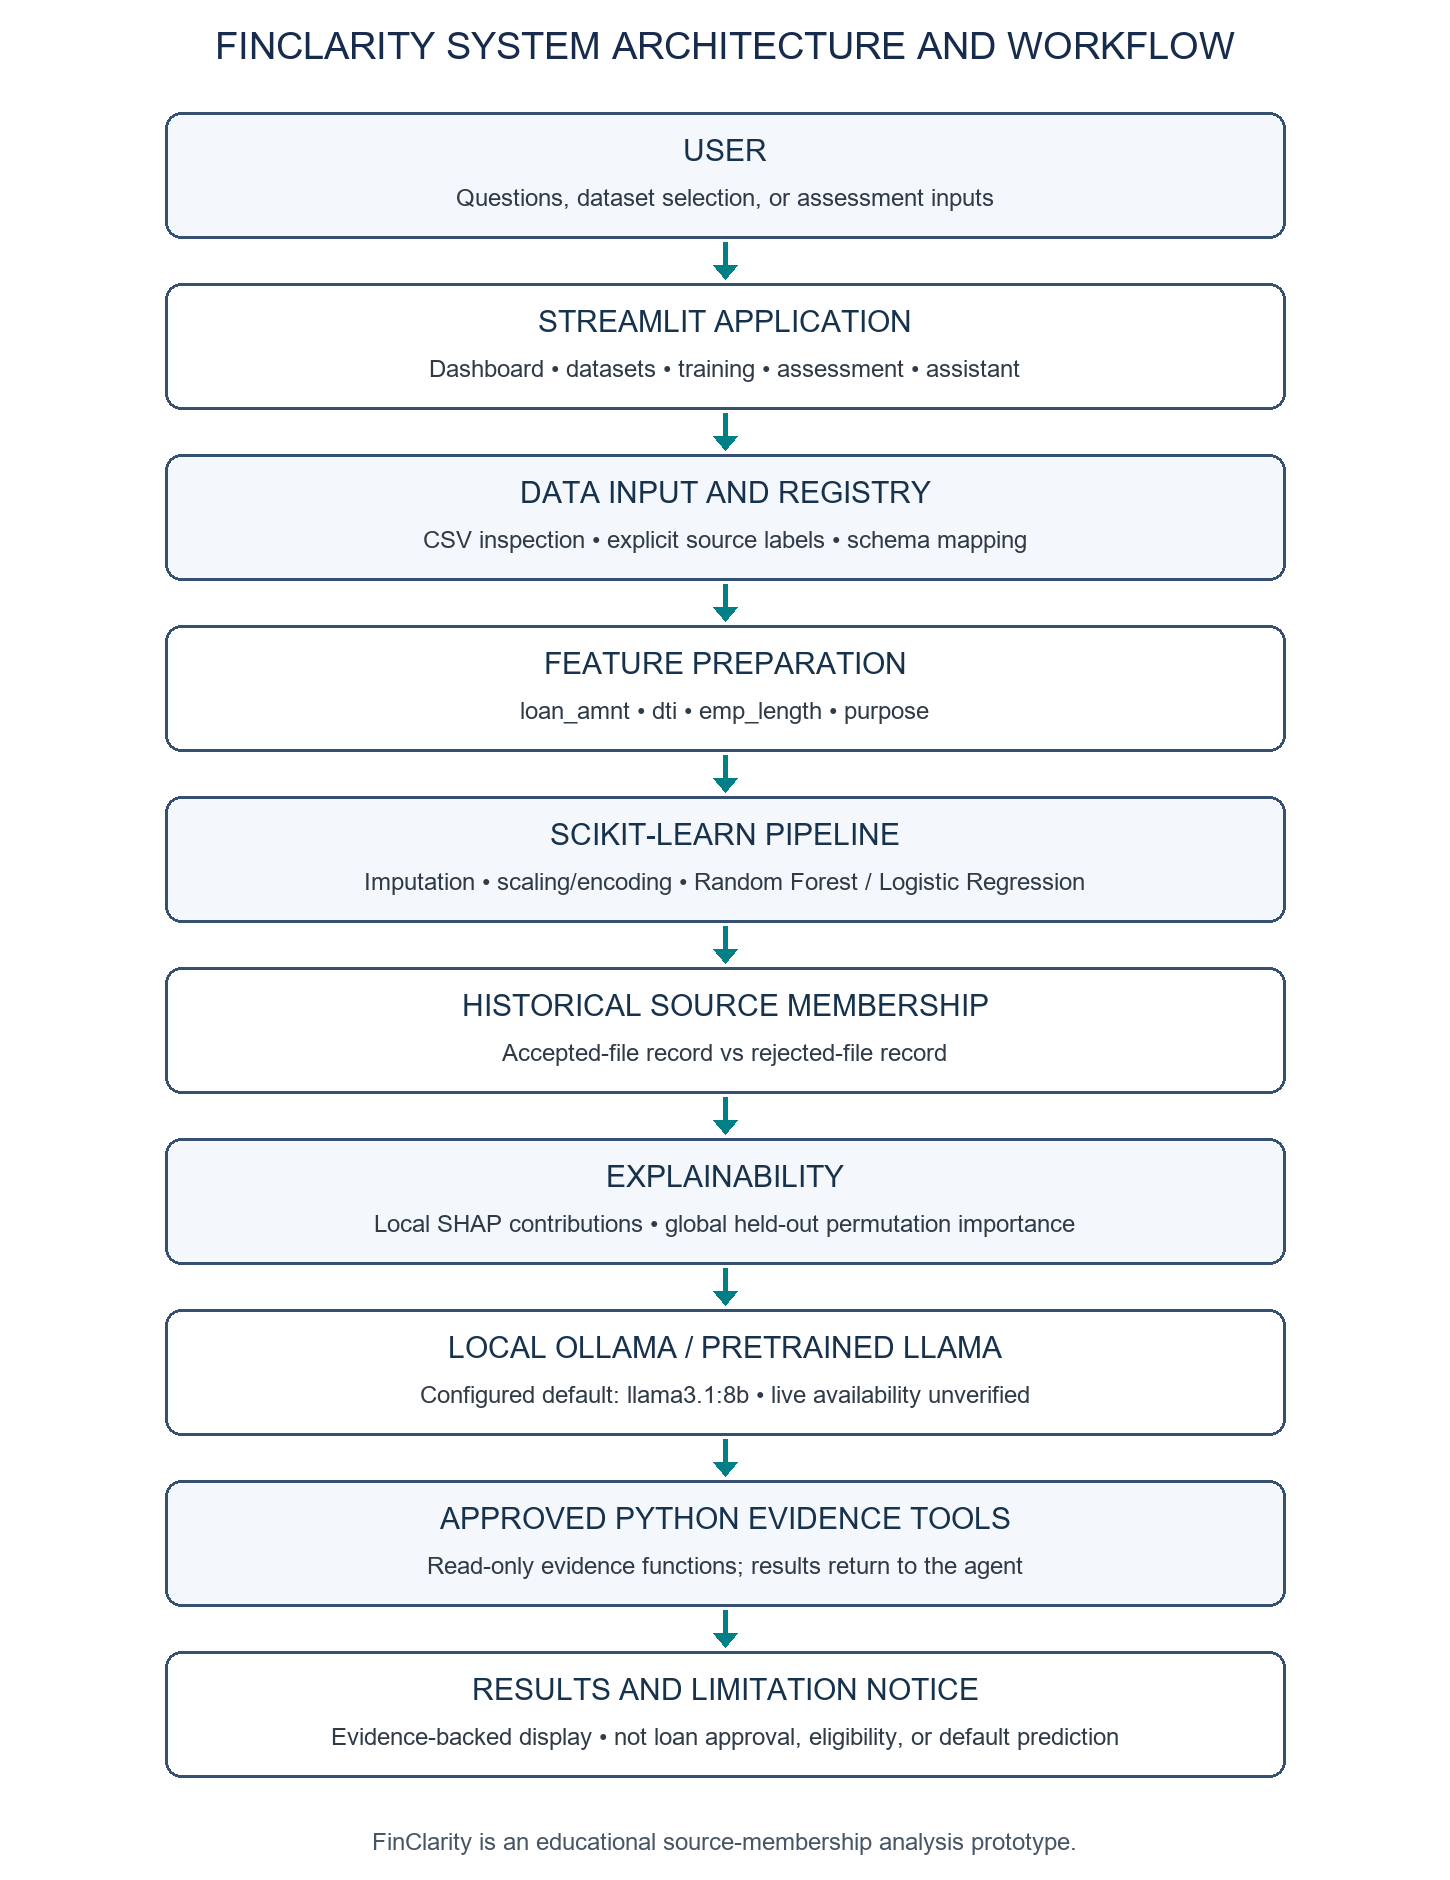 FINCLARITY SYSTEM ARCHITECTURE AND WORKFLOW
USER
Questions, dataset selection, or assessment inputs
STREAMLIT APPLICATION
Dashboard • datasets • training • assessment • assistant
DATA INPUT AND REGISTRY
CSV inspection • explicit source labels • schema mapping
FEATURE PREPARATION
loan_amnt • dti • emp_length • purpose
SCIKIT-LEARN PIPELINE
Imputation • scaling/encoding • Random Forest / Logistic Regression
HISTORICAL SOURCE MEMBERSHIP
Accepted-file record vs rejected-file record
EXPLAINABILITY
Local SHAP contributions • global held-out permutation importance
LOCAL OLLAMA / PRETRAINED LLAMA
Configured default: llama3.1:8b • live availability unverified
APPROVED PYTHON EVIDENCE TOOLS
Read-only evidence functions; results return to the agent
RESULTS AND LIMITATION NOTICE
Evidence-backed display • not loan approval, eligibility, or default prediction
FinClarity is an educational source-membership analysis prototype.